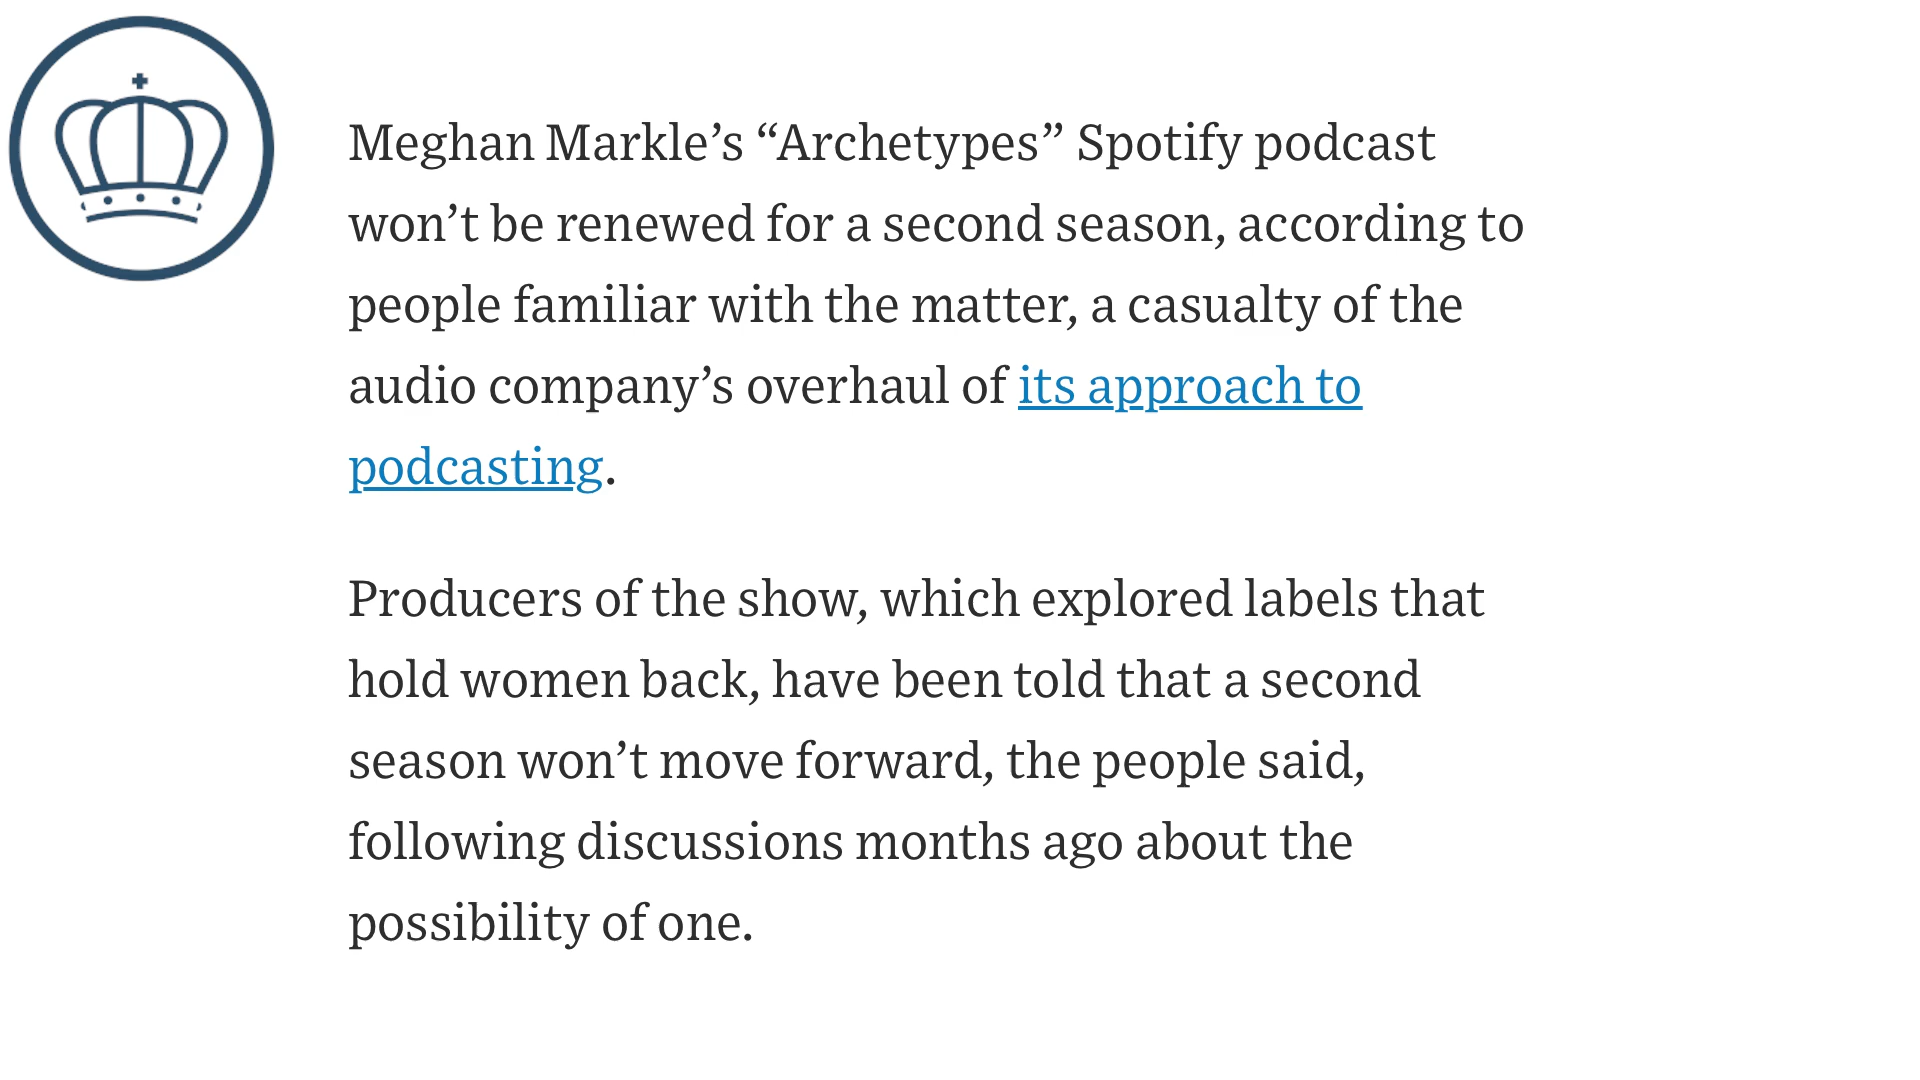 Meghan Markle’s “Archetypes” Spotify podcast
won’t be renewed for a second season, according to
people familiar with the matter, a casualty of the
audio company’s overhaul of its approach to
podcasting.
Producers of the show, which explored labels that
hold women back, have been told that a second
season won’t move forward, the people said,
following discussions months ago about the
possibility of one.